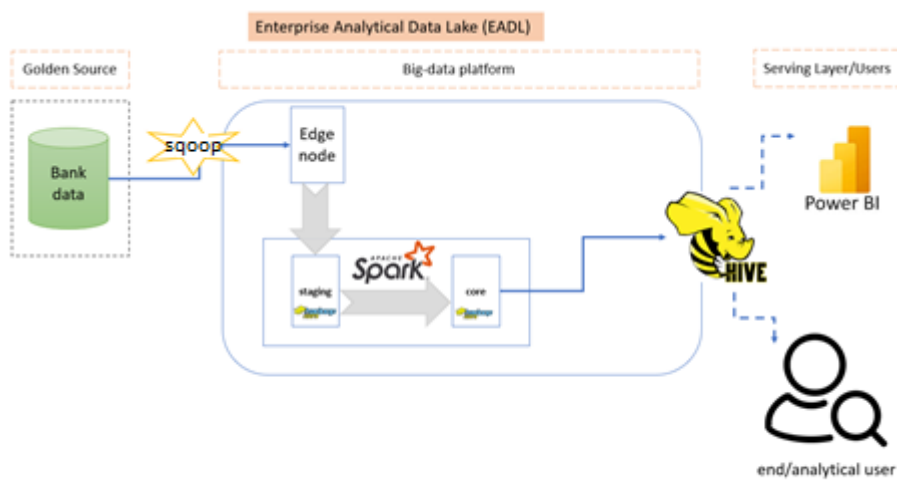 Enterprise Analytical Data Lake (EADL)
Golden Source
Big-data platform
Serving Layer/Users
sqoop
Edge
node
Bank
data
Power BI
APACHE
Spark
staging
core
HIVE
end/analytical user